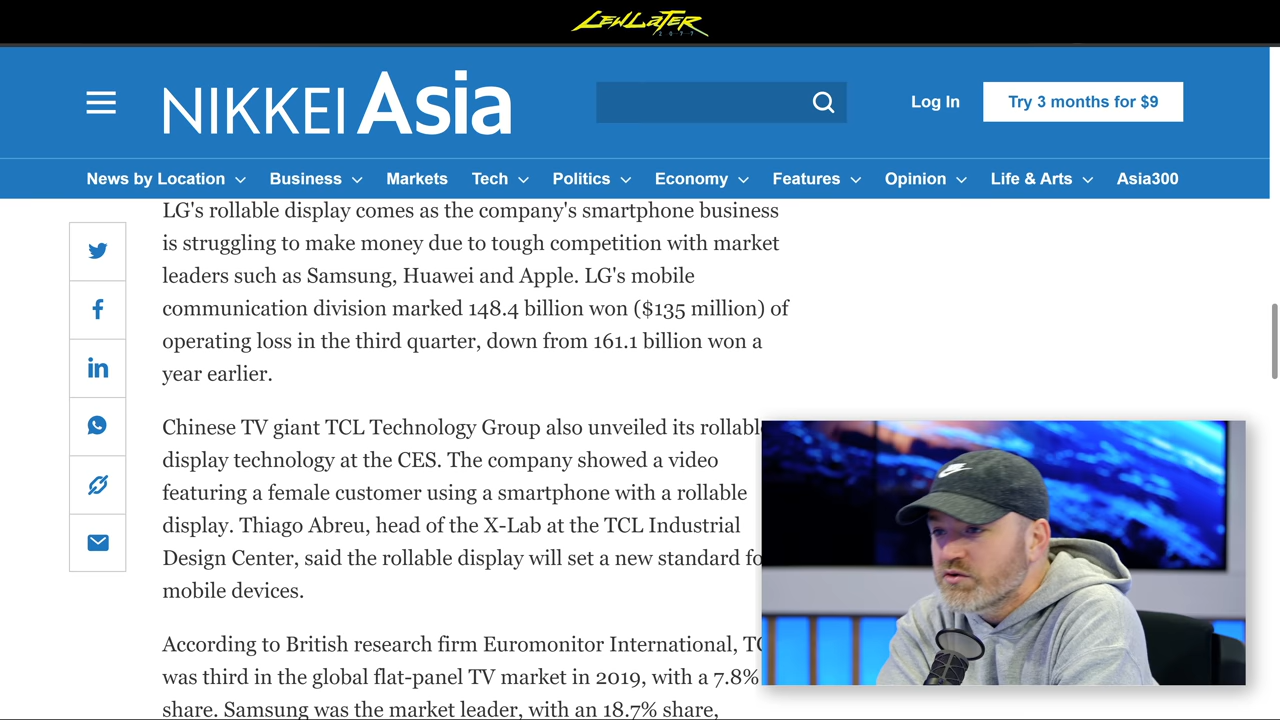 LEWLATER
2077
NIKKEI Asia
Log In
Try 3 months for $9
News by Location
Business
Markets
Tech
Politics
Economy
Features
Opinion
Life & Arts
Asia300
LG's rollable display comes as the company's smartphone business
is struggling to make money due to tough competition with market
leaders such as Samsung, Huawei and Apple. LG's mobile
communication division marked 148.4 billion won ($135 million) of
operating loss in the third quarter, down from 161.1 billion won a
year earlier.
Chinese TV giant TCL Technology Group also unveiled its
display technology at the CES. The company showed a video
featuring a female customer using a smartphone with a rollable
display. Thiago Abreu, head of the X-Lab at the TCL Industrial
Design Center, said the rollable display will set a new standard
mobile devices.
According to British research firm Euromonitor International,
was third in the global flat-panel TV market in 2019, with a 7.8%
share. Samsung was the market leader, with an 18.7% share,